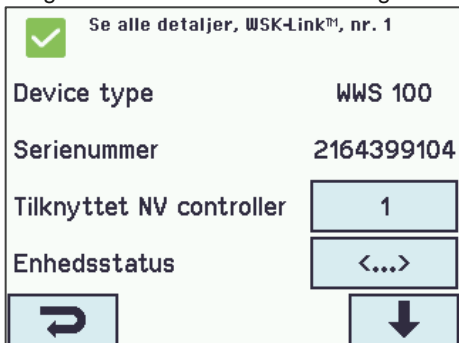 Se alle detaljer, WSK-Link™, nr. 1
Device type WWS 100
Serienummer 2164399104
Tilknyttet NV controller 1
Enhedsstatus <...>